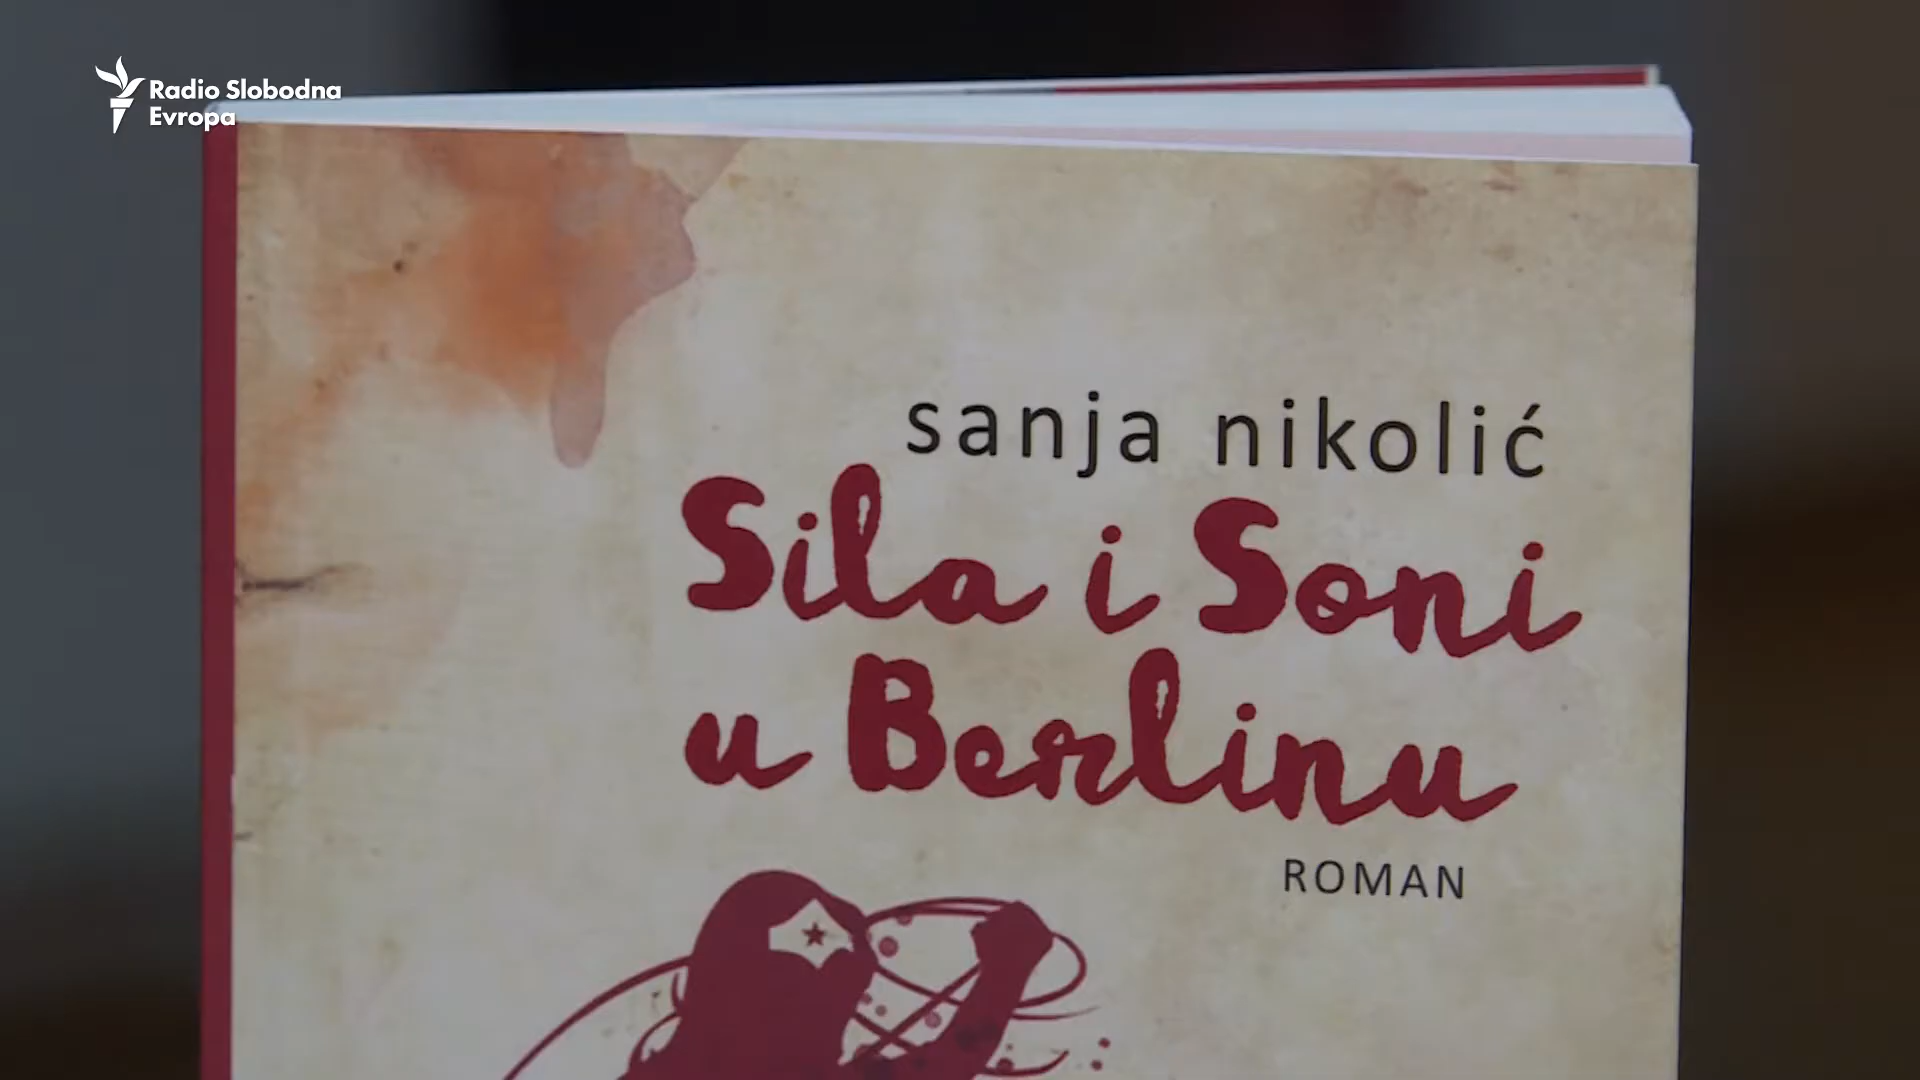 Radio Slobodna
Evropa
sanja nikolić
Sila i Soni
u Berlinu
ROMAN